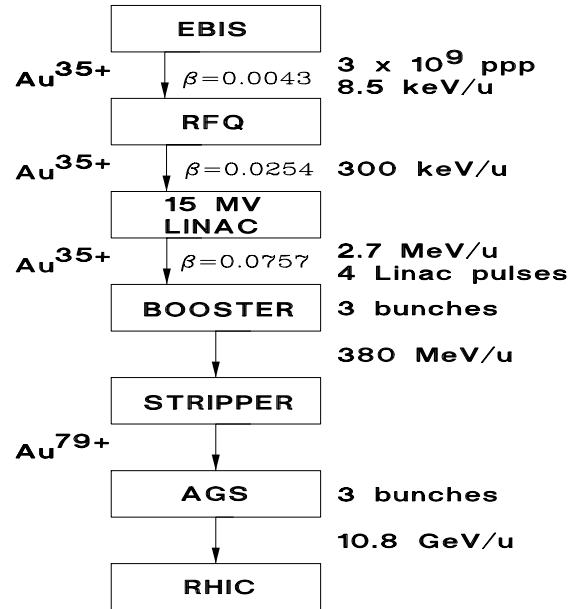 EBIS
Au35+ β=0.0043 3 x 10⁹ ppp
8.5 keV/u
RFQ
Au35+ β=0.0254 300 keV/u
15 MV
LINAC
Au35+ β=0.0757 2.7 MeV/u
4 Linac pulses
BOOSTER 3 bunches
380 MeV/u
STRIPPER
Au79+
AGS 3 bunches
10.8 GeV/u
RHIC